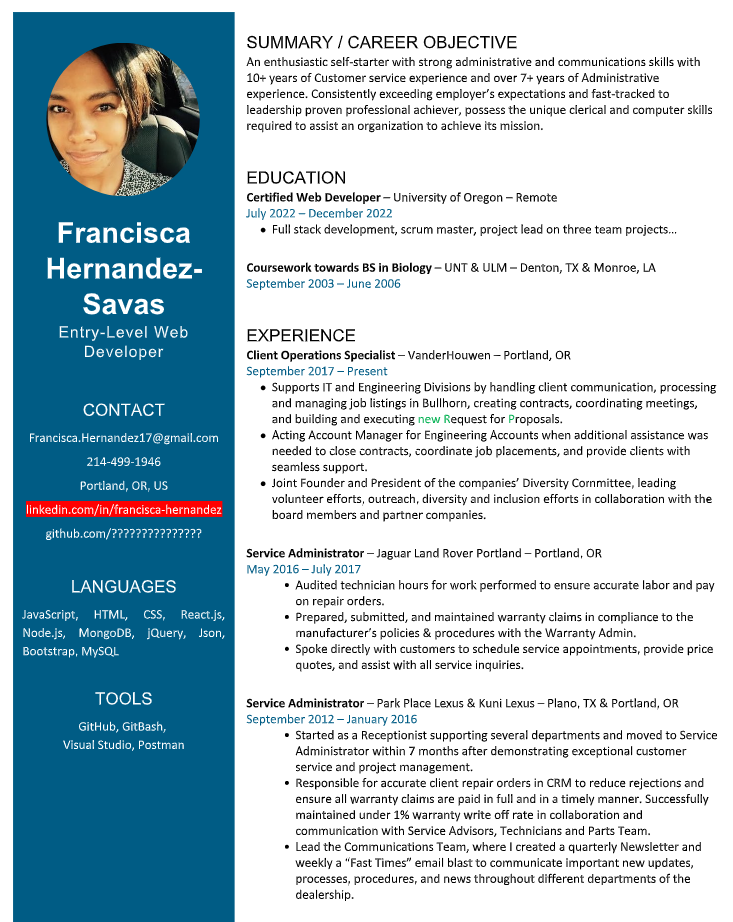 Francisca
Hernandez-
Savas
Entry-Level Web
Developer
CONTACT
Francisca.Hernandez17@gmail.com
214-499-1946
Portland, OR, US
linkedin.com/in/francisca-hernandez
github.com/???????????????
LANGUAGES
JavaScript, HTML, CSS, React.js,
Node.js, MongoDB, jQuery, Json,
Bootstrap, MySQL
TOOLS
GitHub, GitBash,
Visual Studio, Postman
SUMMARY / CAREER OBJECTIVE
An enthusiastic self-starter with strong administrative and communications skills with
10+ years of Customer service experience and over 7+ years of Administrative
experience. Consistently exceeding employer's expectations and fast-tracked to
leadership proven professional achiever, possess the unique clerical and computer skills
required to assist an organization to achieve its mission.
EDUCATION
Certified Web Developer – University of Oregon – Remote
July 2022 – December 2022
• Full stack development, scrum master, project lead on three team projects…
Coursework towards BS in Biology – UNT & ULM – Denton, TX & Monroe, LA
September 2003 – June 2006
EXPERIENCE
Client Operations Specialist – VanderHouwen – Portland, OR
September 2017 – Present
• Supports IT and Engineering Divisions by handling client communication, processing
and managing job listings in Bullhorn, creating contracts, coordinating meetings,
and building and executing new Request for Proposals.
• Acting Account Manager for Engineering Accounts when additional assistance was
needed to close contracts, coordinate job placements, and provide clients with
seamless support.
• Joint Founder and President of the companies' Diversity Committee, leading
volunteer efforts, outreach, diversity and inclusion efforts in collaboration with the
board members and partner companies.
Service Administrator – Jaguar Land Rover Portland – Portland, OR
May 2016 – July 2017
• Audited technician hours for work performed to ensure accurate labor and pay
on repair orders.
• Prepared, submitted, and maintained warranty claims in compliance to the
manufacturer's policies & procedures with the Warranty Admin.
• Spoke directly with customers to schedule service appointments, provide price
quotes, and assist with all service inquiries.
Service Administrator – Park Place Lexus & Kuni Lexus – Plano, TX & Portland, OR
September 2012 – January 2016
• Started as a Receptionist supporting several departments and moved to Service
Administrator within 7 months after demonstrating exceptional customer
service and project management.
• Responsible for accurate client repair orders in CRM to reduce rejections and
ensure all warranty claims are paid in full and in a timely manner. Successfully
maintained under 1% warranty write off rate in collaboration and
communication with Service Advisors, Technicians and Parts Team.
• Lead the Communications Team, where I created a quarterly Newsletter and
weekly a "Fast Times" email blast to communicate important new updates,
processes, procedures, and news throughout different departments of the
dealership.